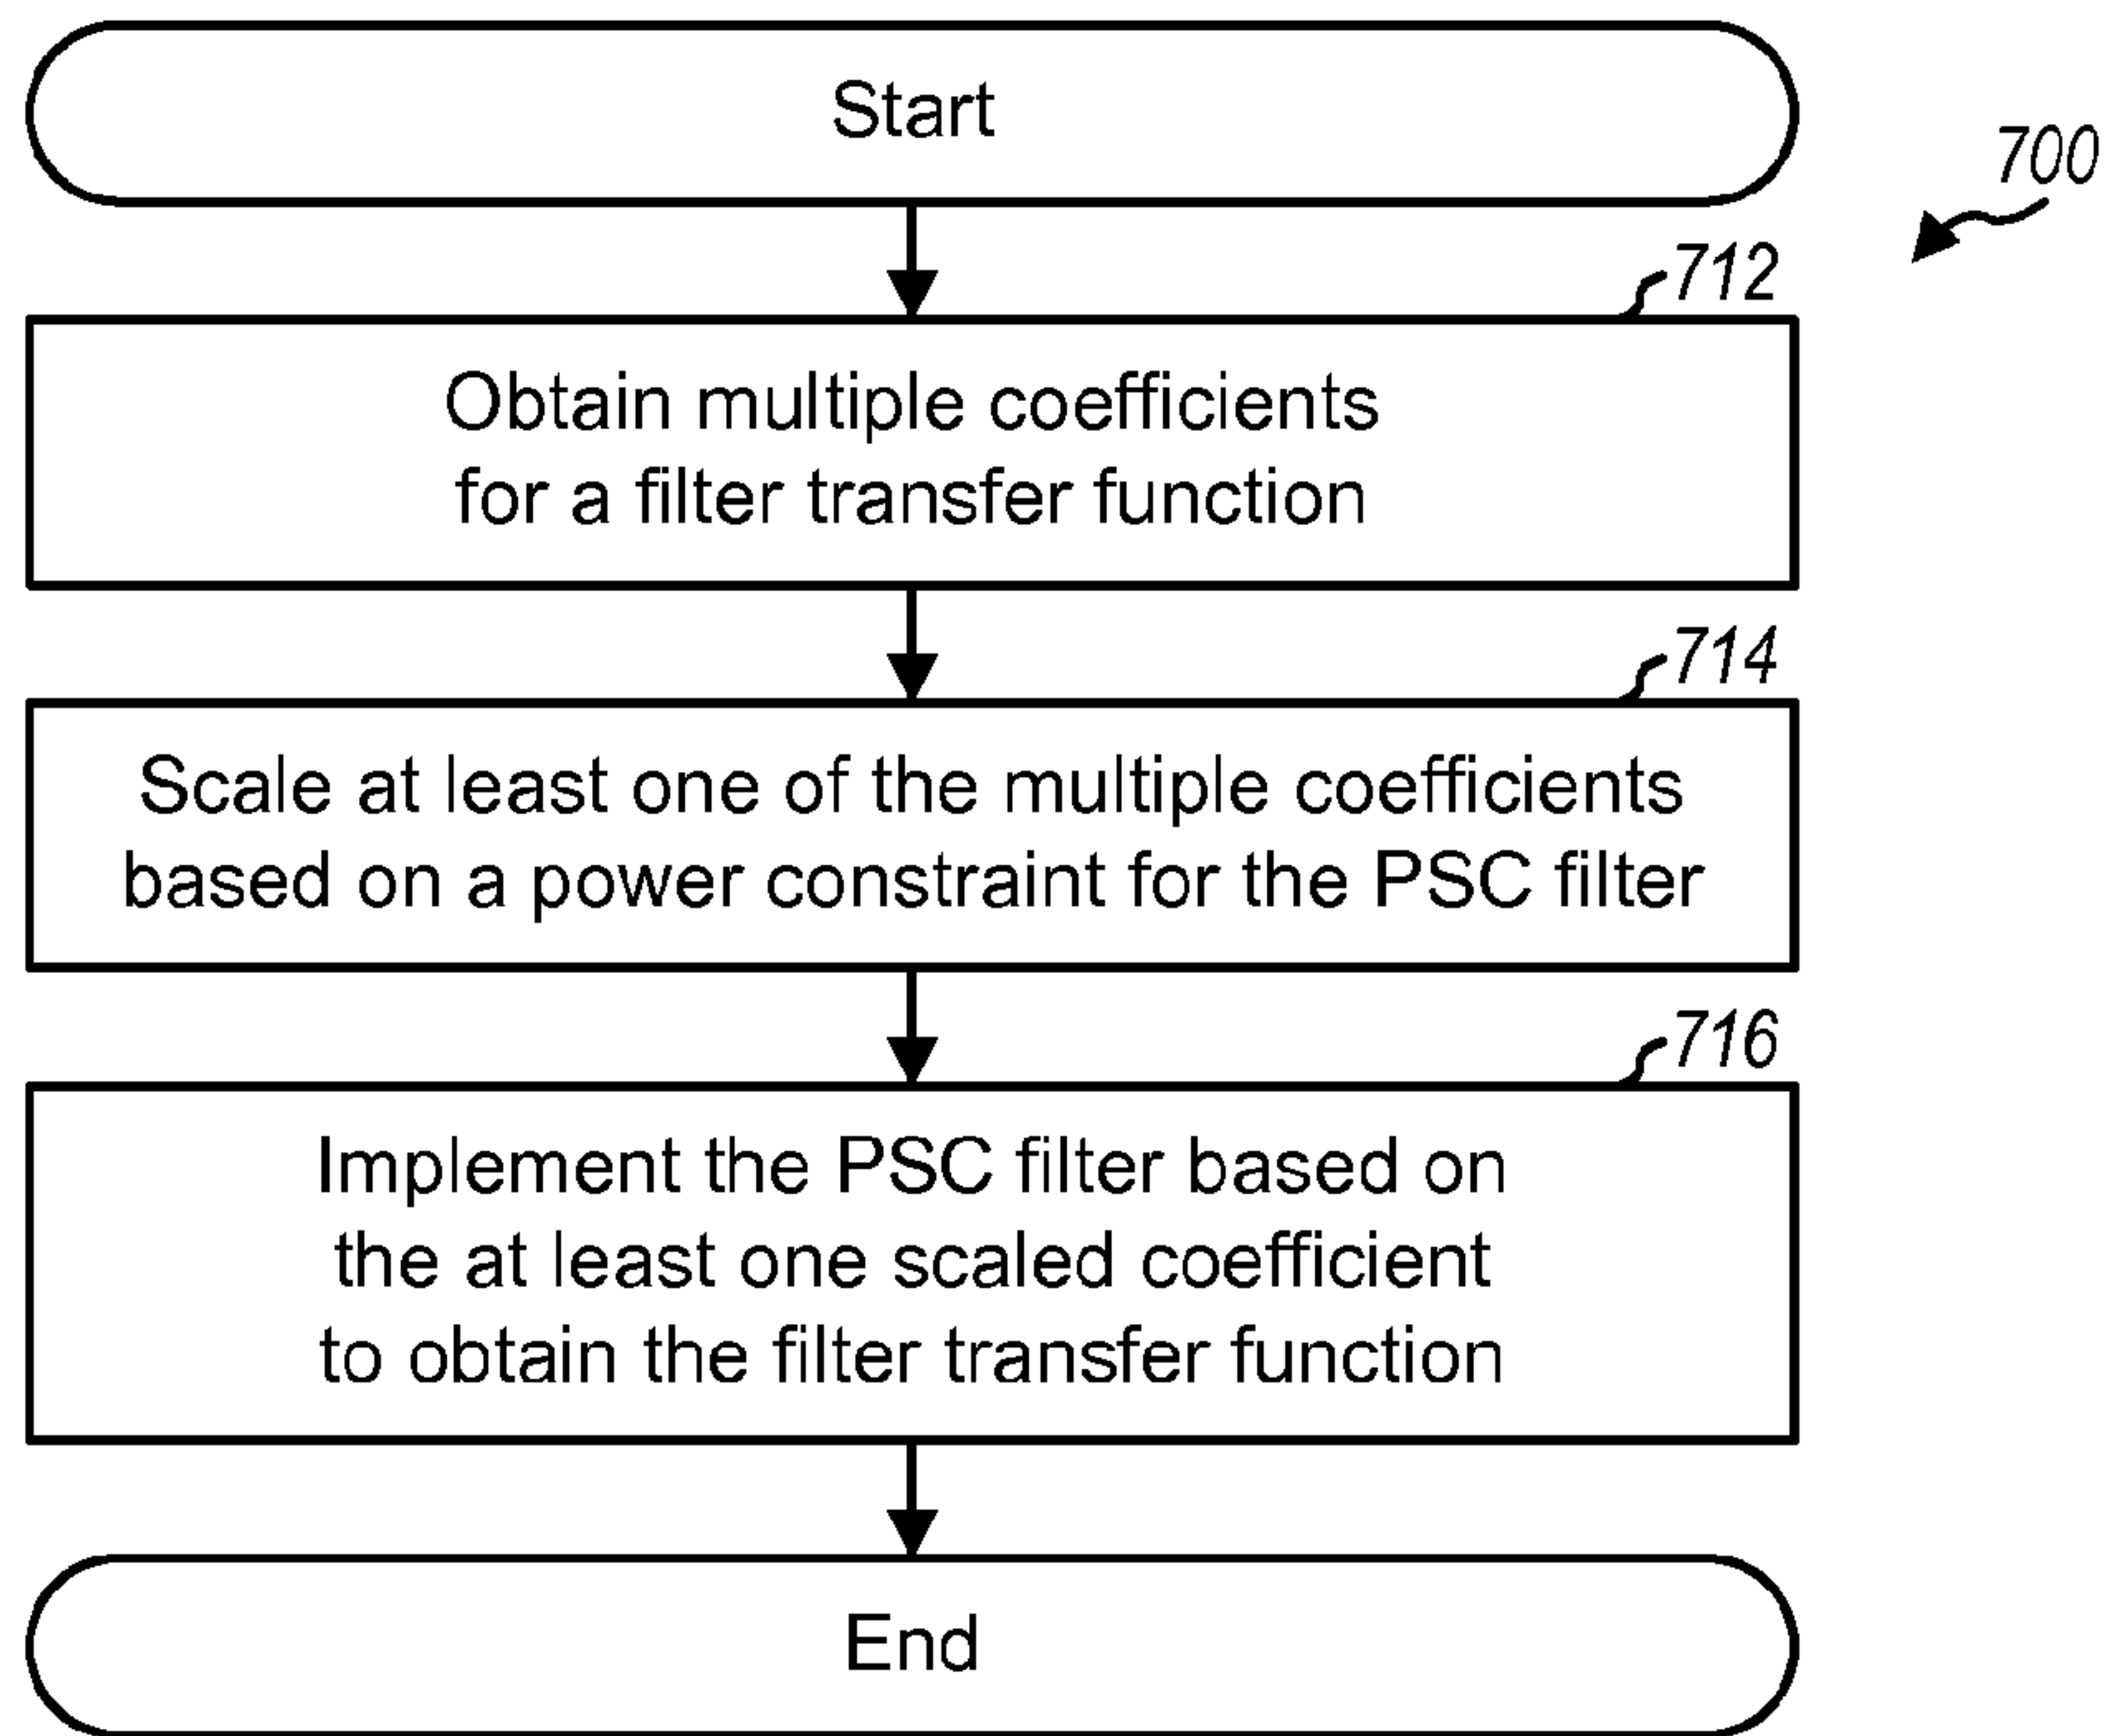 Start
700
712
Obtain multiple coefficients
for a filter transfer function
714
Scale at least one of the multiple coefficients
based on a power constraint for the PSC filter
716
Implement the PSC filter based on
the at least one scaled coefficient
to obtain the filter transfer function
End